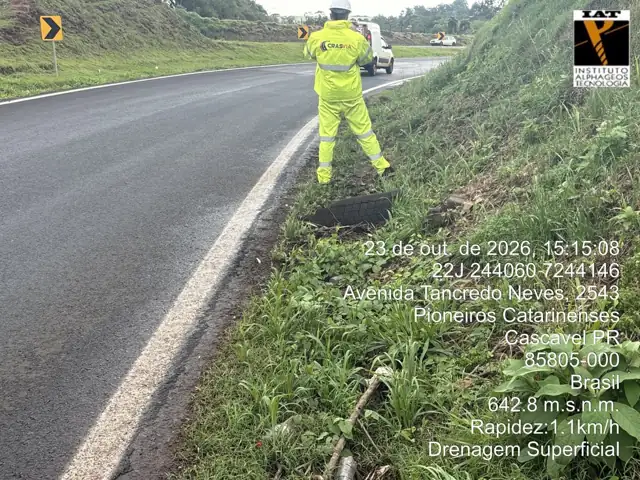 IAT
INSTITUTO
ALPHAGEOS
TECNOLOGIA
CRASVIA
23 de out. de 2026 15:15:08
22J 244060 7244146
Avenida Tancredo Neves, 2543
Pioneiros Catarinenses
Cascavel PR
85805-000
Brasil
642.8 m.s.n.m.
Rapidez:1.1km/h
Drenagem Superficial